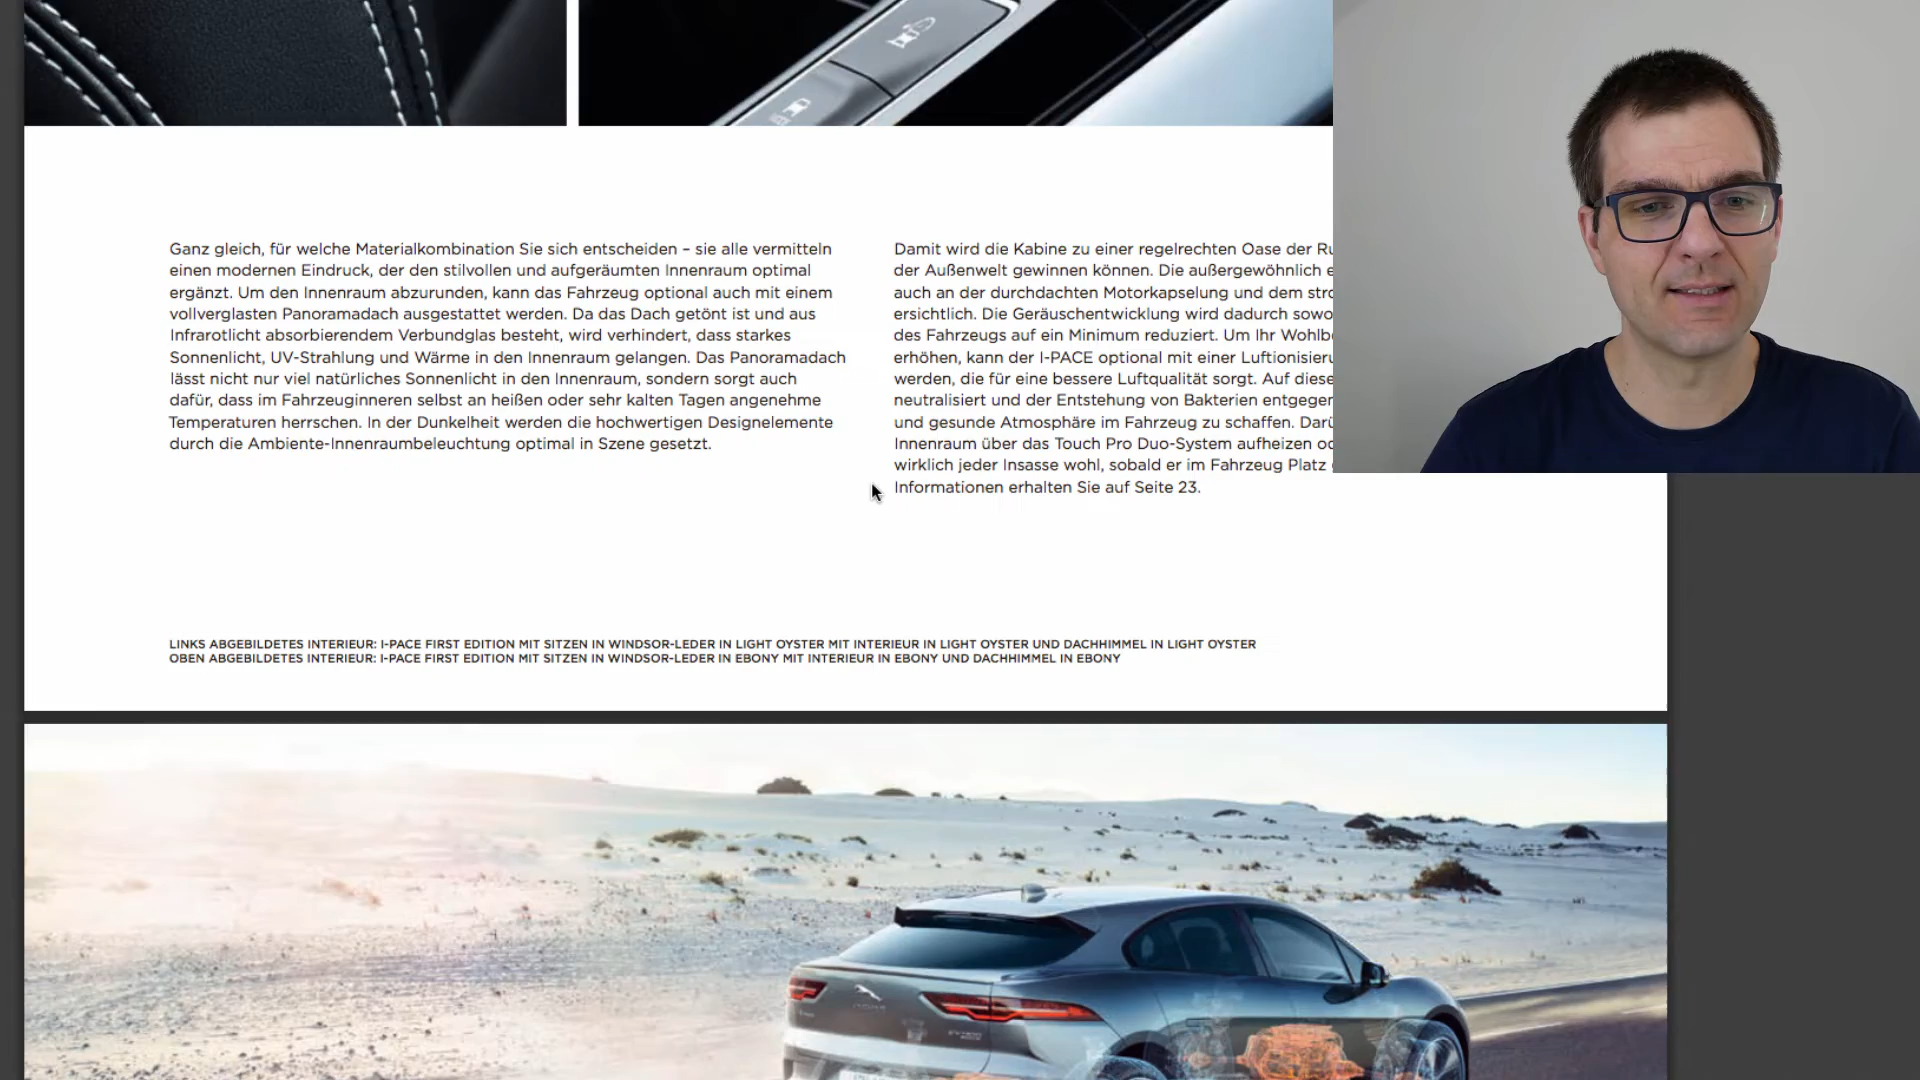 Ganz gleich, für welche Materialkombination Sie sich entscheiden – sie alle vermitteln
einen modernen Eindruck, der den stilvollen und aufgeräumten Innenraum optimal
ergänzt. Um den Innenraum abzurunden, kann das Fahrzeug optional auch mit einem
vollverglasten Panoramadach ausgestattet werden. Da das Dach getönt ist und aus
Infrarotlicht absorbierendem Verbundglas besteht, wird verhindert, dass starkes
Sonnenlicht, UV-Strahlung und Wärme in den Innenraum gelangen. Das Panoramadach
lässt nicht nur viel natürliches Sonnenlicht in den Innenraum, sondern sorgt auch
dafür, dass im Fahrzeuginneren selbst an heißen oder sehr kalten Tagen angenehme
Temperaturen herrschen. In der Dunkelheit werden die hochwertigen Designelemente
durch die Ambiente-Innenraumbeleuchtung optimal in Szene gesetzt.
Damit wird die Kabine zu einer regelrechten Oase der
der Außenwelt gewinnen können. Die außergewöhnlich
auch an der durchdachten Motorkapselung und dem
ersichtlich. Die Geräuschentwicklung wird dadurch
des Fahrzeugs auf ein Minimum reduziert. Um Ihr
erhöhen, kann der I-PACE optional mit einer
werden, die für eine bessere Luftqualität sorgt. Auf
neutralisiert und der Entstehung von Bakterien
und gesunde Atmosphäre im Fahrzeug zu schaffen.
Innenraum über das Touch Pro Duo-System aufheizen
wirklich jeder Insasse wohl, sobald er im Fahrzeug Platz
Informationen erhalten Sie auf Seite 23.
LINKS ABGEBILDETES INTERIEUR: I-PACE FIRST EDITION MIT SITZEN IN WINDSOR-LEDER IN LIGHT OYSTER MIT INTERIEUR IN LIGHT OYSTER UND DACHHIMMEL IN LIGHT OYSTER
OBEN ABGEBILDETES INTERIEUR: I-PACE FIRST EDITION MIT SITZEN IN WINDSOR-LEDER IN EBONY MIT INTERIEUR IN EBONY UND DACHHIMMEL IN EBONY